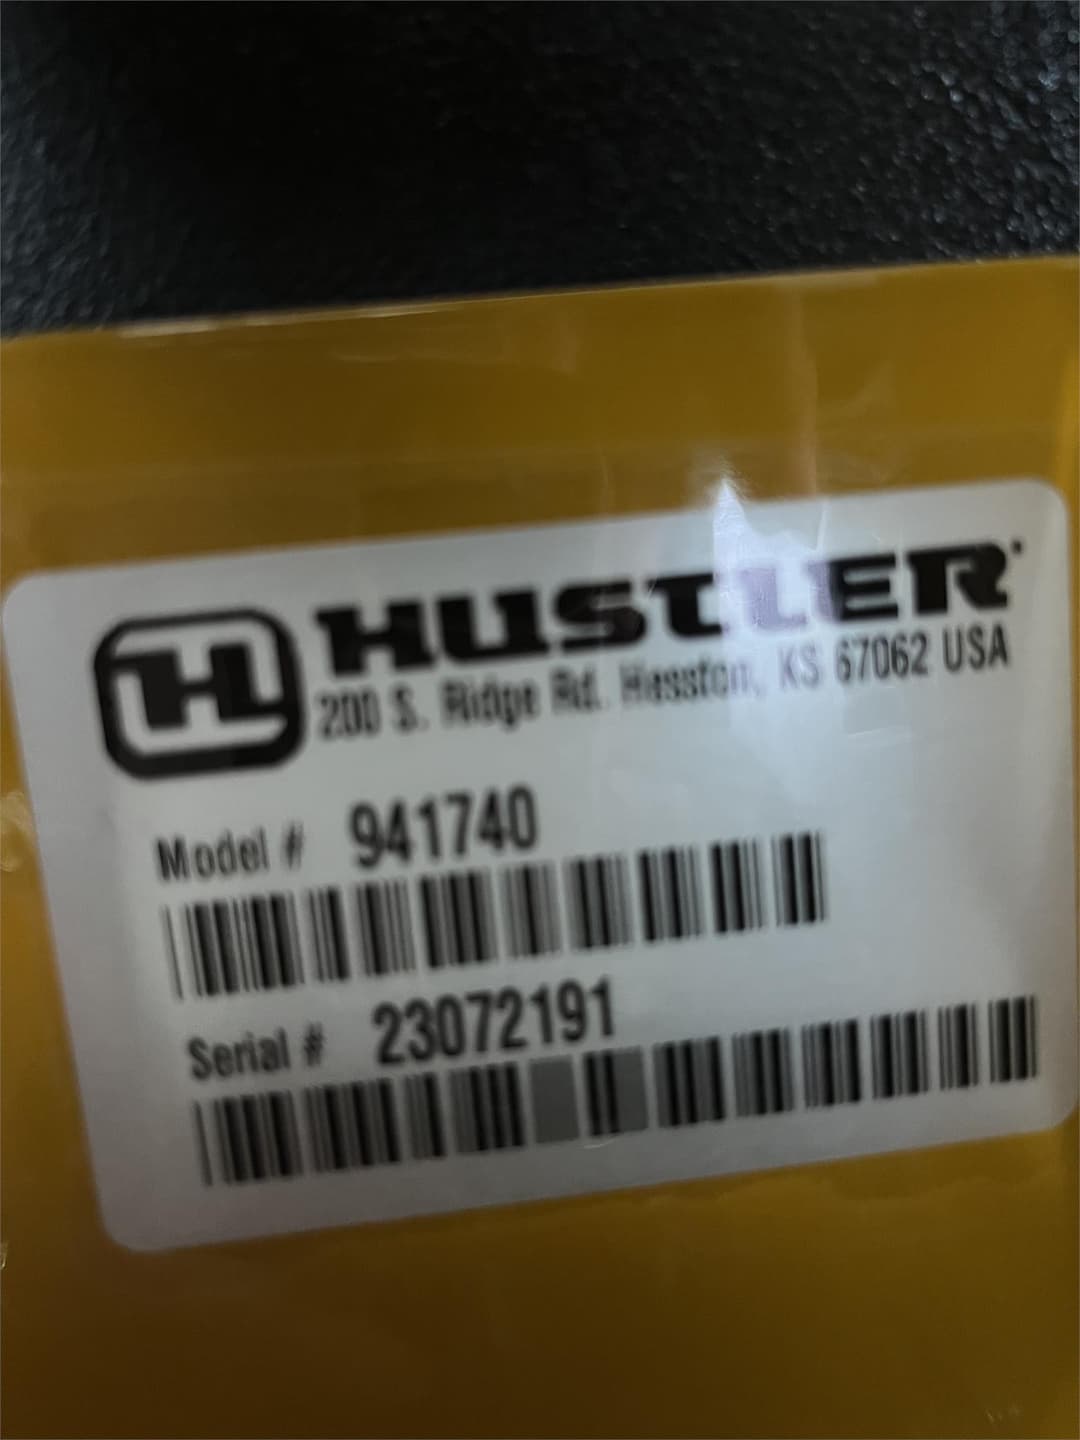 H HUSTLER
200 S. Ridge Rd. Hesston, KS 67062 USA
Model # 941740
Serial # 23072191